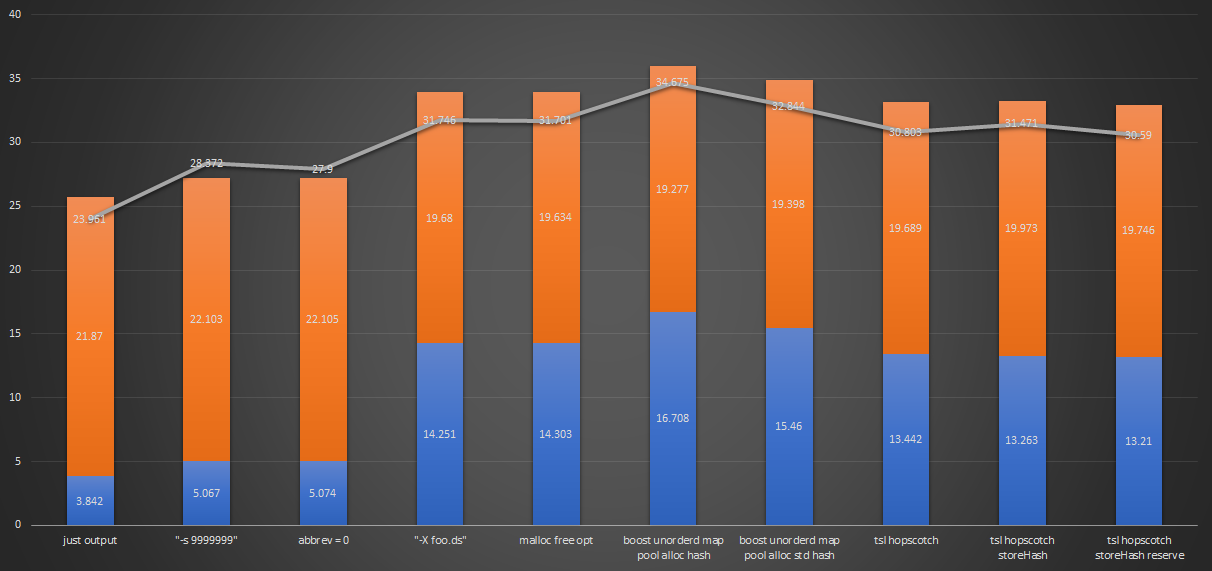 40
35
30
25
20
15
10
5
0
23.961
28.372
27.9
31.746
31.701
34.675
32.844
30.803
31.471
30.59
21.87
22.103
22.105
19.68
19.634
19.277
19.398
19.689
19.973
19.746
3.842
5.067
5.074
14.251
14.303
16.708
15.46
13.442
13.263
13.21
just output
"-s 9999999"
abbrev = 0
"-X foo.ds"
malloc free opt
boost unorderd map
pool alloc hash
boost unorderd map
pool alloc std hash
tsl hopscotch
tsl hopscotch
storeHash
tsl hopscotch
storeHash reserve